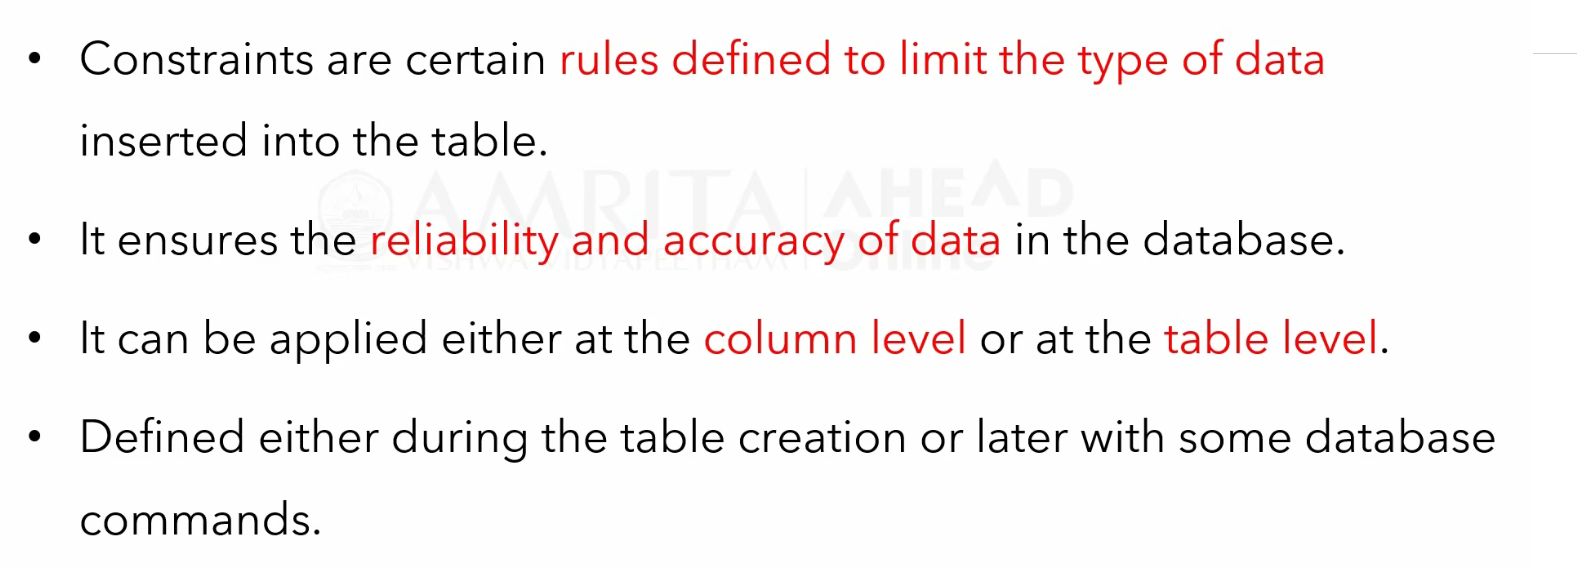 • Constraints are certain rules defined to limit the type of data
inserted into the table.
AMRITA AHEAD
• It ensures the reliability and accuracy of data in the database.
VISHWA VIDYAPEETHAM Online
• It can be applied either at the column level or at the table level.
• Defined either during the table creation or later with some database
commands.